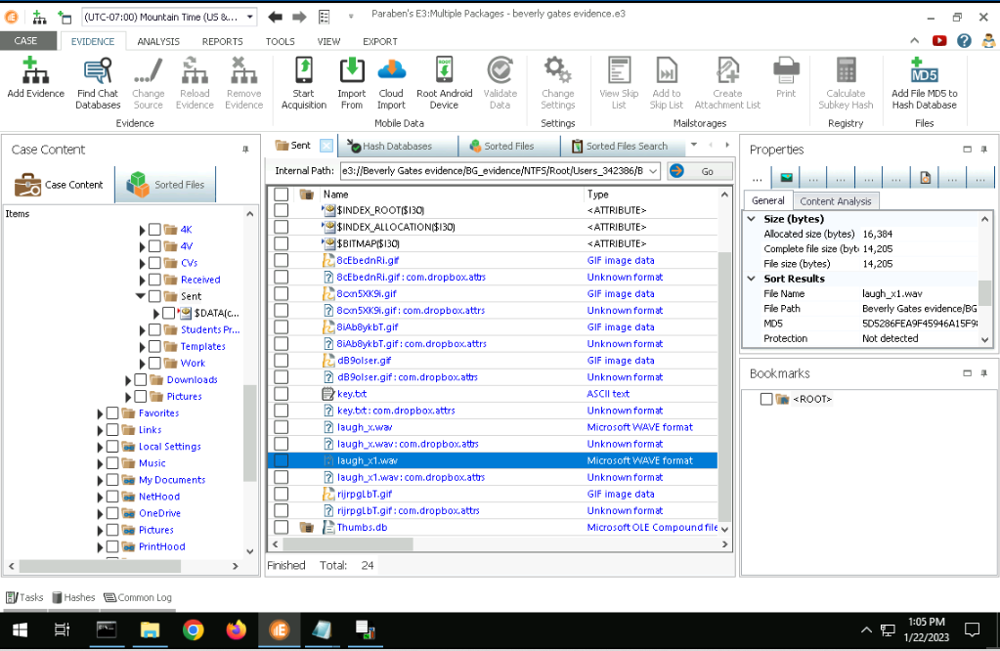 (UTC-07:00) Mountain Time (US &...
Paraben's E3:Multiple Packages - beverly gates evidence.e3
CASE
EVIDENCE
ANALYSIS
REPORTS
TOOLS
VIEW
EXPORT
Add Evidence
Find Chat
Databases
Change
Source
Reload
Evidence
Remove
Evidence
Start
Acquisition
Import
From
Cloud
Import
Root Android
Device
Validate
Data
Change
Settings
View Skip
List
Add to
Skip List
Create
Attachment List
Print
Calculate
Subkey Hash
MD5
Add File MD5 to
Hash Database
Evidence
Mobile Data
Settings
Mailstorages
Registry
Files
Case Content
Case Content
Sorted Files
Items
4K
4V
CVs
Received
Sent
$DATA(c...
Students Pr...
Templates
Work
Downloads
Pictures
Favorites
Links
Local Settings
Music
My Documents
NetHood
OneDrive
Pictures
PrintHood
Sent
Hash Databases
Sorted Files
Sorted Files Search
Internal Path:
e3://Beverly Gates evidence/BG_evidence/NTFS/Root/Users_342386/B
Go
Name Type
$INDEX_ROOT($I30) <ATTRIBUTE>
$INDEX_ALLOCATION($I30) <ATTRIBUTE>
$BITMAP($I30) <ATTRIBUTE>
8cEbednRi.gif GIF image data
8cEbednRi.gif:com.dropbox.attrs Unknown format
8cxn5XK9i.gif GIF image data
8cxn5XK9i.gif:com.dropbox.attrs Unknown format
8iAb8ykbT.gif GIF image data
8iAb8ykbT.gif:com.dropbox.attrs Unknown format
dB9oIser.gif GIF image data
dB9oIser.gif:com.dropbox.attrs Unknown format
key.txt ASCII text
key.txt:com.dropbox.attrs Unknown format
laugh_x.wav Microsoft WAVE format
laugh_x.wav:com.dropbox.attrs Unknown format
laugh_x1.wav Microsoft WAVE format
laugh_x1.wav:com.dropbox.attrs Unknown format
rijrpgLbT.gif GIF image data
rijrpgLbT.gif:com.dropbox.attrs Unknown format
Thumbs.db Microsoft OLE Compound file
Finished Total: 24
Properties
General
Content Analysis
Size (bytes)
Allocated size (bytes) 16,384
Complete file size (byt 14,205
File size (bytes) 14,205
Sort Results
File Name laugh_x1.wav
File Path Beverly Gates evidence/BG
MD5 5D5286FEA9F45946A15F9
Protection Not detected
Bookmarks
<ROOT>
Tasks
Hashes
Common Log
1:05 PM
1/22/2023